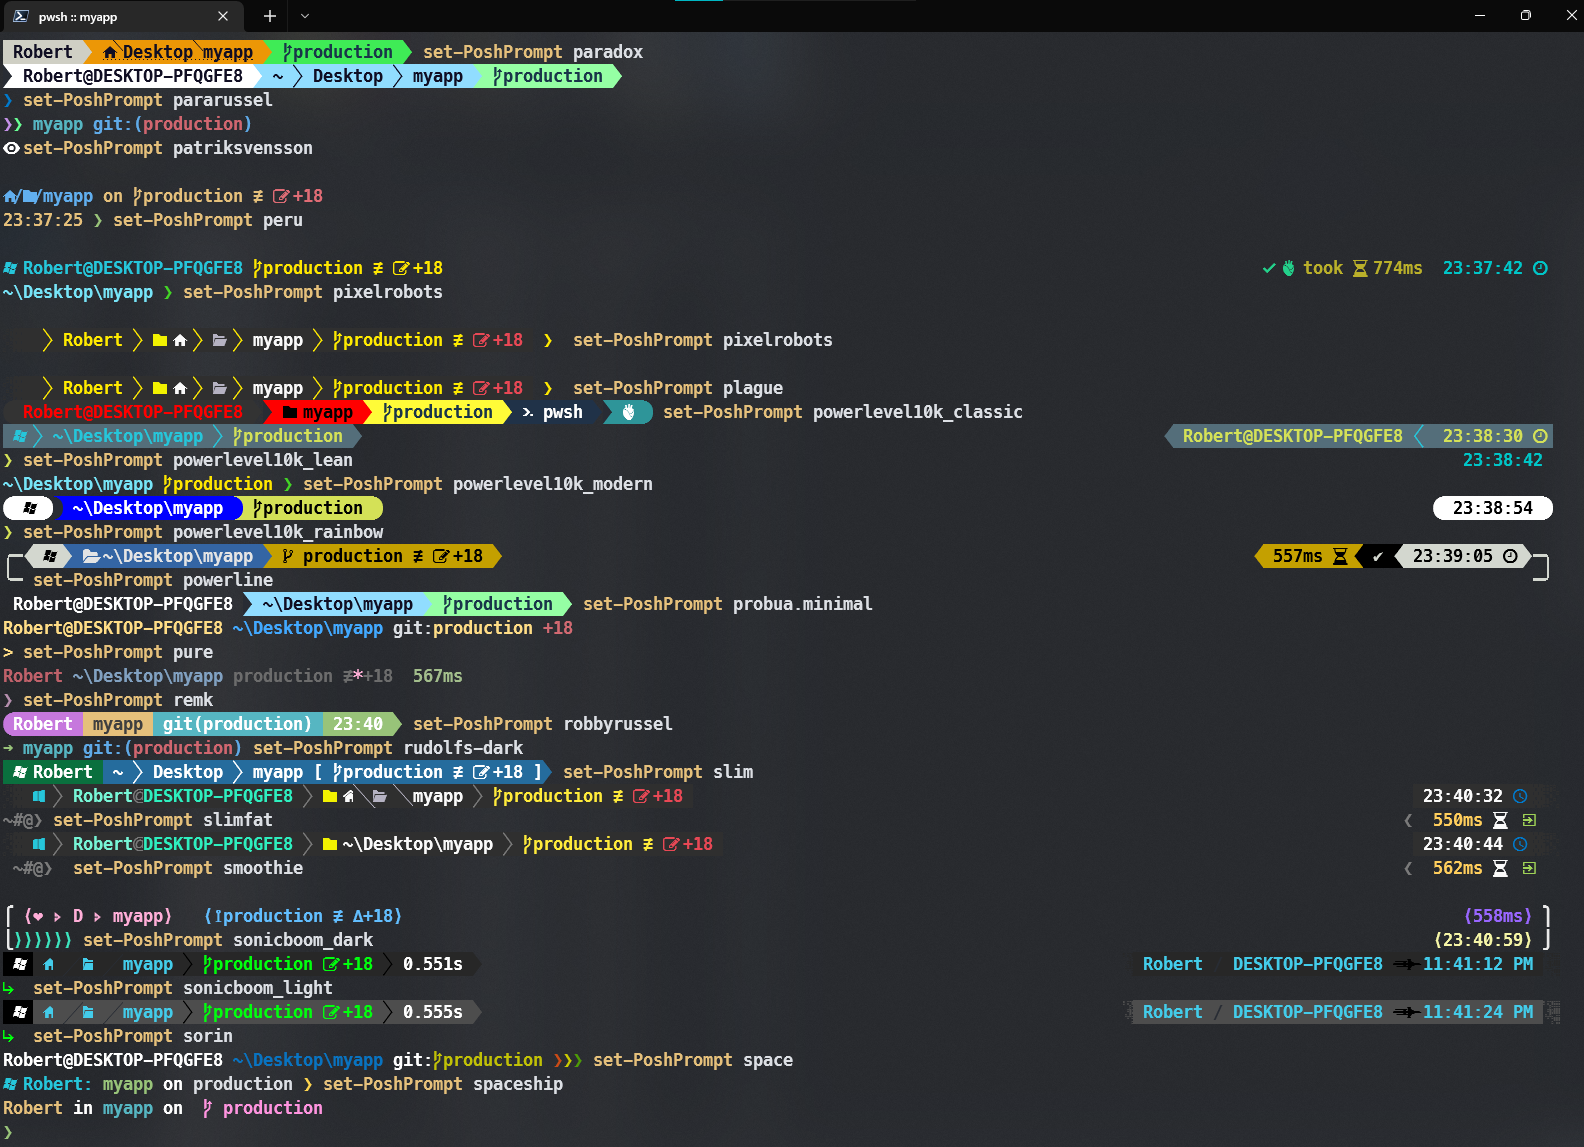 pwsh :: myapp
Robert Desktop myapp production set-PoshPrompt paradox
Robert@DESKTOP-PFQGFE8 ~ Desktop myapp production
❯ set-PoshPrompt pararussel
❯❯ myapp git:(production)
set-PoshPrompt patriksvensson
/ /myapp on production ≢ +18
23:37:25 ❯ set-PoshPrompt peru
Robert@DESKTOP-PFQGFE8 production ≢ +18 took 774ms 23:37:42
~\Desktop\myapp ❯ set-PoshPrompt pixelrobots
Robert myapp production ≢ +18 ❯ set-PoshPrompt pixelrobots
Robert myapp production ≢ +18 ❯ set-PoshPrompt plague
Robert@DESKTOP-PFQGFE8 myapp production pwsh set-PoshPrompt powerlevel10k_classic
~\Desktop\myapp production Robert@DESKTOP-PFQGFE8 23:38:30
❯ set-PoshPrompt powerlevel10k_lean 23:38:42
~\Desktop\myapp production ❯ set-PoshPrompt powerlevel10k_modern
~\Desktop\myapp production 23:38:54
❯ set-PoshPrompt powerlevel10k_rainbow
~\Desktop\myapp production ≢ +18 557ms ✔ 23:39:05
set-PoshPrompt powerline
Robert@DESKTOP-PFQGFE8 ~\Desktop\myapp production set-PoshPrompt probua.minimal
Robert@DESKTOP-PFQGFE8 ~\Desktop\myapp git:production +18
> set-PoshPrompt pure
Robert ~\Desktop\myapp production ≢*+18 567ms
❯ set-PoshPrompt remk
Robert myapp git(production) 23:40 set-PoshPrompt robbyrussel
➜ myapp git:(production) set-PoshPrompt rudolfs-dark
Robert ~ Desktop myapp [ production ≢ +18 ] set-PoshPrompt slim
Robert@DESKTOP-PFQGFE8 myapp production ≢ +18 23:40:32
~#@❯ set-PoshPrompt slimfat ❮ 550ms
Robert@DESKTOP-PFQGFE8 ~\Desktop\myapp production ≢ +18 23:40:44
~#@❯ set-PoshPrompt smoothie ❮ 562ms
(❤ ▹ D ▹ myapp) (production ≢ Δ+18) (558ms)
)))))) set-PoshPrompt sonicboom_dark (23:40:59)
myapp production +18 0.551s Robert / DESKTOP-PFQGFE8 11:41:12 PM
↳ set-PoshPrompt sonicboom_light
myapp production +18 0.555s Robert / DESKTOP-PFQGFE8 11:41:24 PM
↳ set-PoshPrompt sorin
Robert@DESKTOP-PFQGFE8 ~\Desktop\myapp git:production ❯❯❯ set-PoshPrompt space
Robert: myapp on production ❯ set-PoshPrompt spaceship
Robert in myapp on production
❯